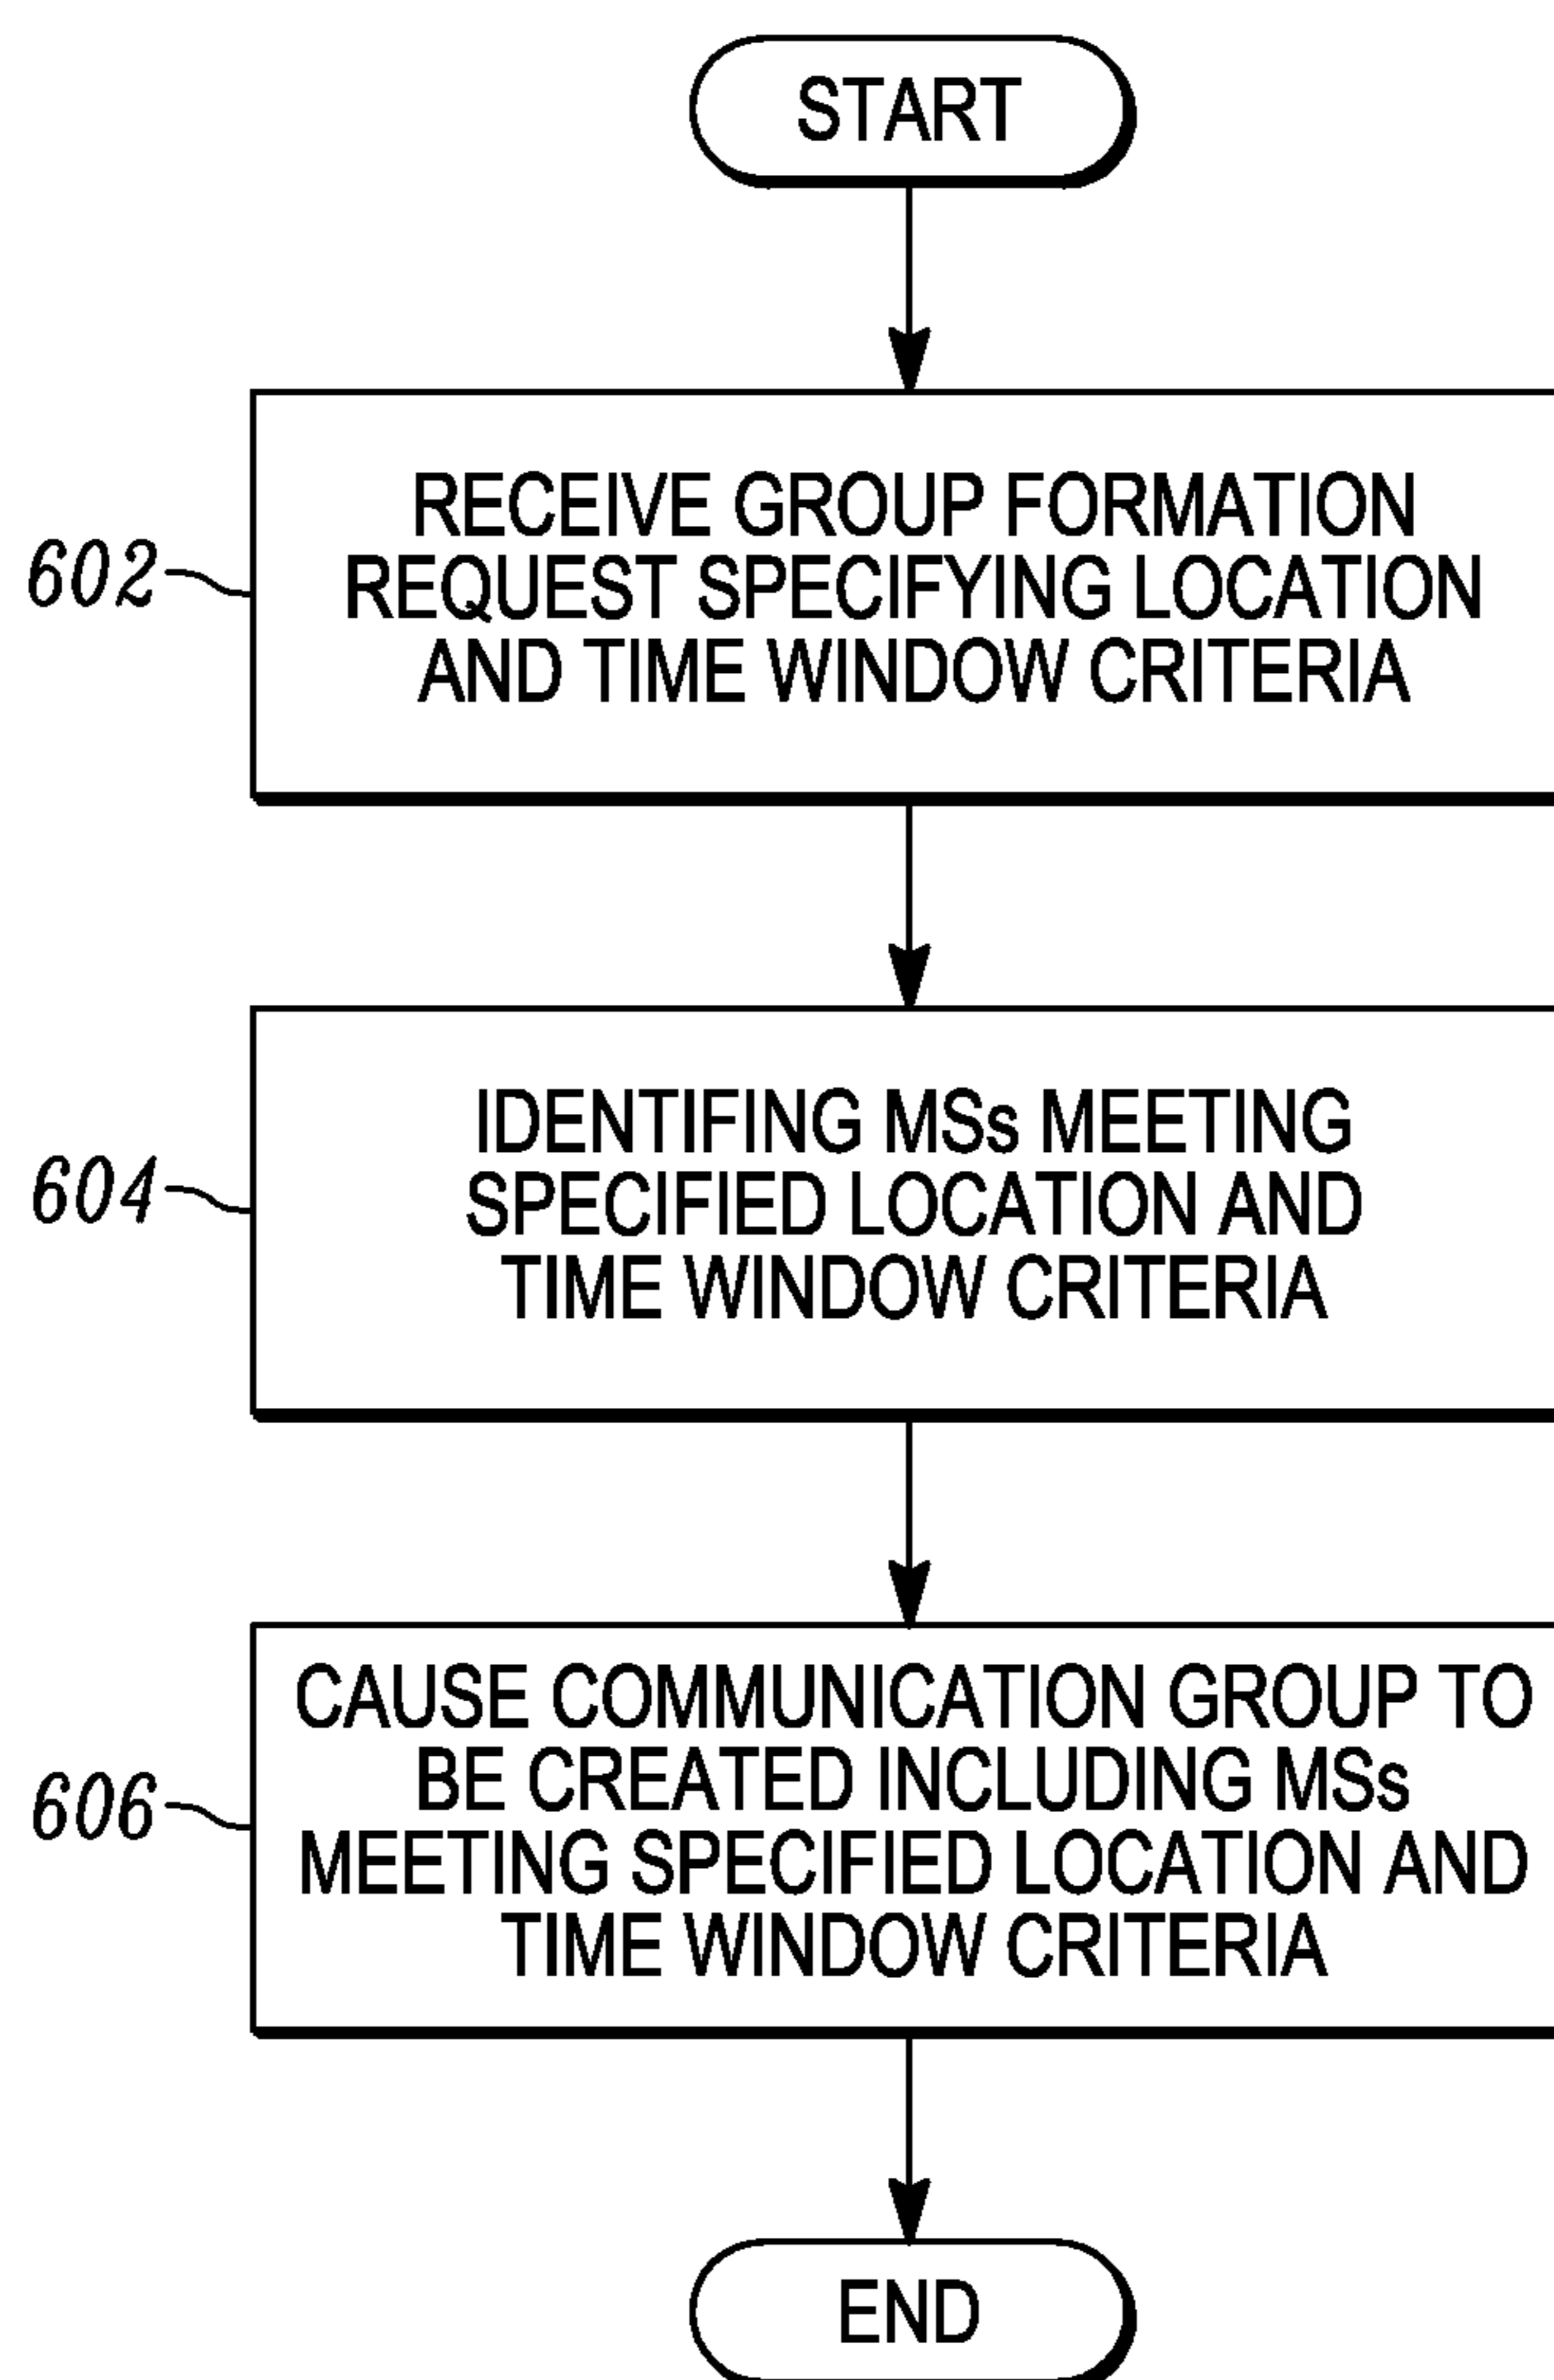 START
RECEIVE GROUP FORMATION
REQUEST SPECIFYING LOCATION
AND TIME WINDOW CRITERIA
602
IDENTIFING MSs MEETING
SPECIFIED LOCATION AND
TIME WINDOW CRITERIA
604
CAUSE COMMUNICATION GROUP TO
BE CREATED INCLUDING MSs
MEETING SPECIFIED LOCATION AND
TIME WINDOW CRITERIA
606
END